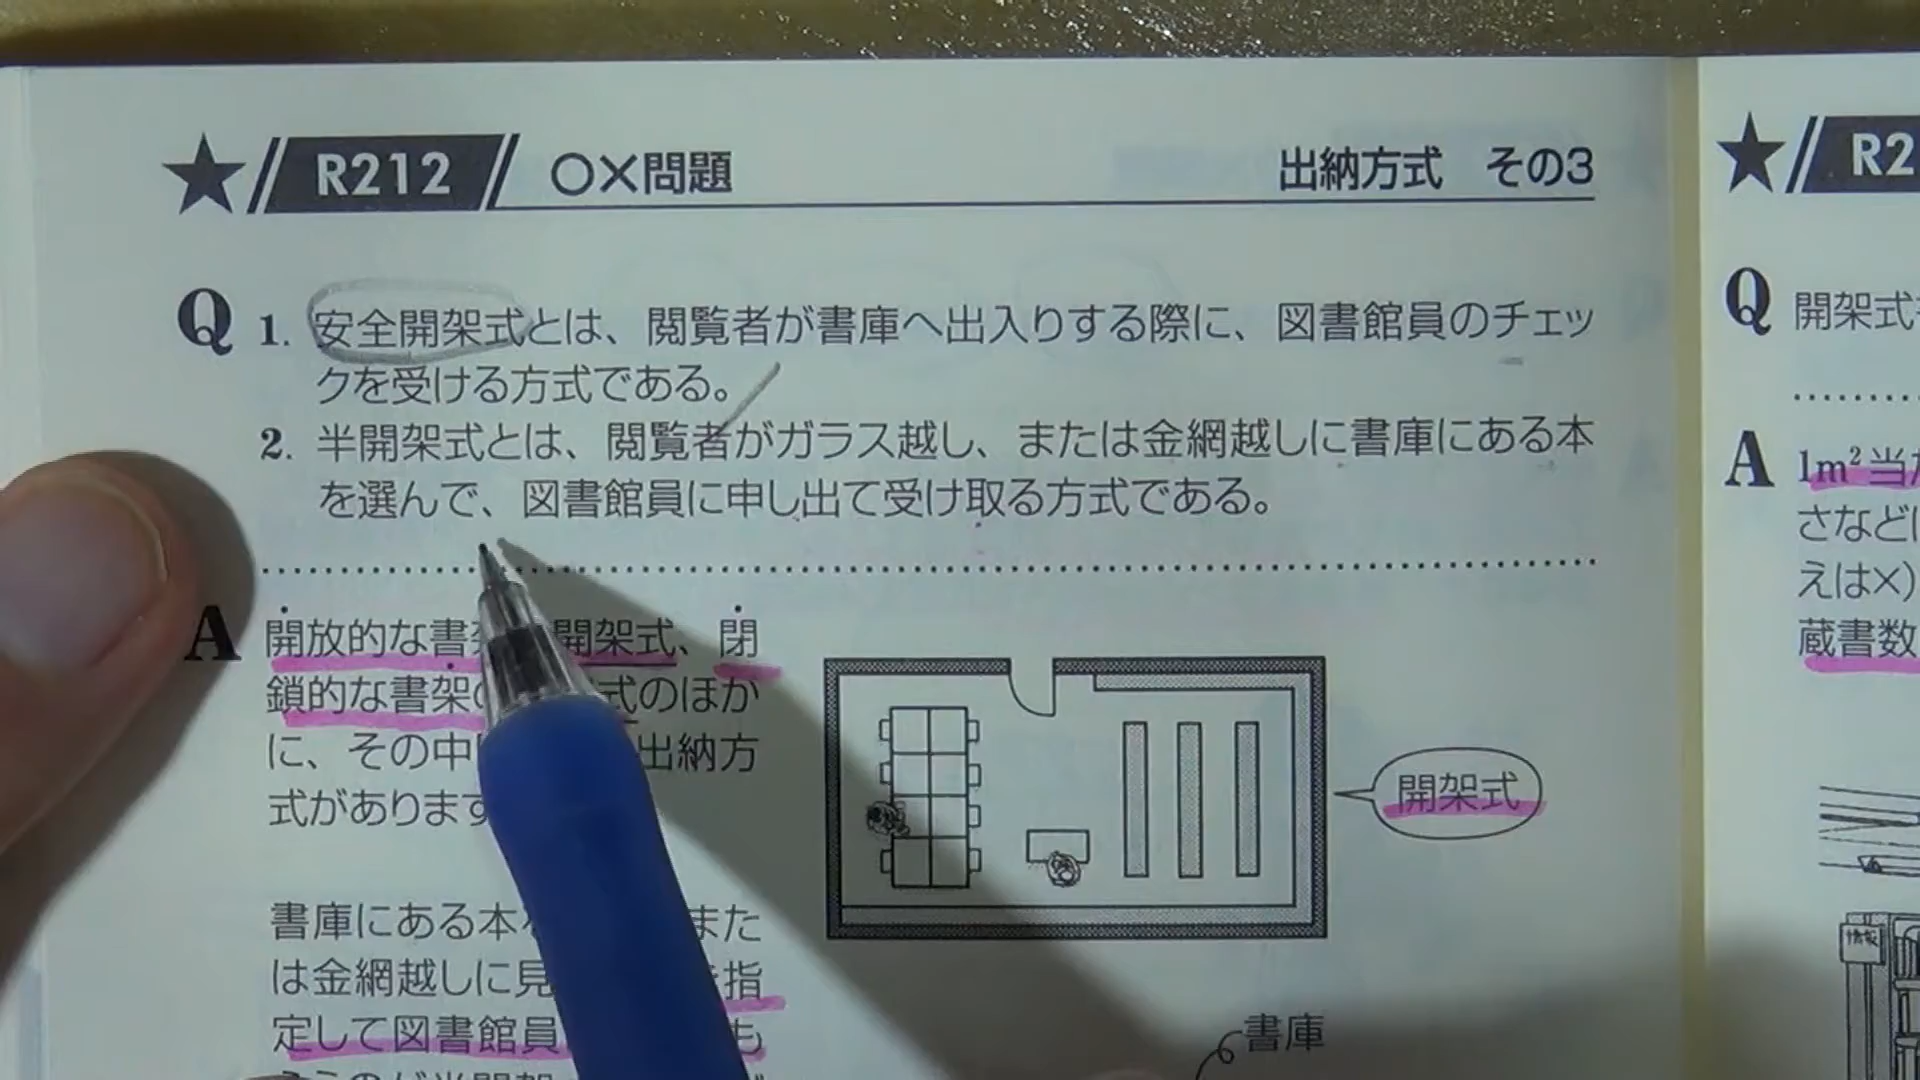 ★ R212 ○×問題 出納方式 その3
Q 1. 安全開架式とは、閲覧者が書庫へ出入りする際に、図書館員のチェッ
クを受ける方式である。
2. 半開架式とは、閲覧者がガラス越し、または金網越しに書庫にある本
を選んで、図書館員に申し出て受け取る方式である。
A 開放的な書 開架式、閉
鎖的な書架 式のほか
に、その中 出納方
式があります
書庫にある本 また
は金網越しに見 指
定して図書館員 も
開架式
書庫
★ R2
Q 開架式
A 1m²当た
さなど
えは×)
蔵書数
情報